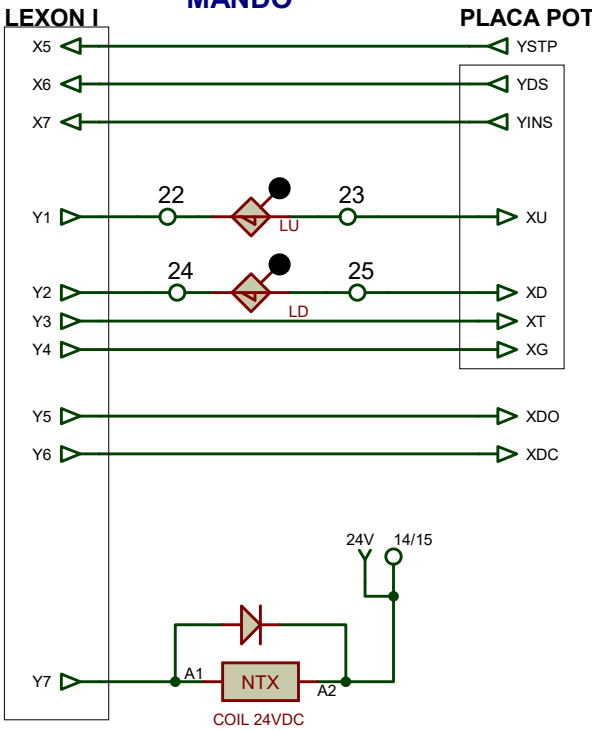 MANDO
LEXON I PLACA POT
X5 YSTP
X6 YDS
X7 YINS
22 23
Y1 LU XU
24 25
Y2 LD XD
Y3 XT
Y4 XG
Y5 XDO
Y6 XDC
24V 14/15
Y7 A1 NTX A2
COIL 24VDC